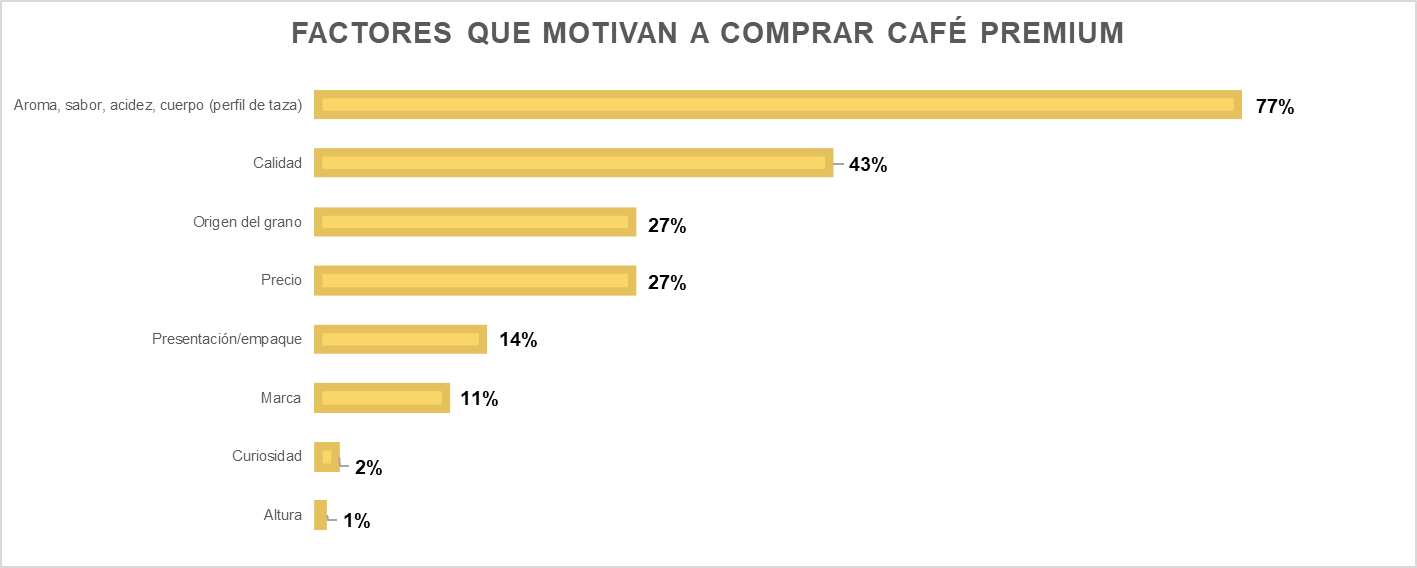 FACTORES QUE MOTIVAN A COMPRAR CAFÉ PREMIUM
Aroma, sabor, acidez, cuerpo (perfil de taza) 77%
Calidad 43%
Origen del grano 27%
Precio 27%
Presentación/empaque 14%
Marca 11%
Curiosidad 2%
Altura 1%